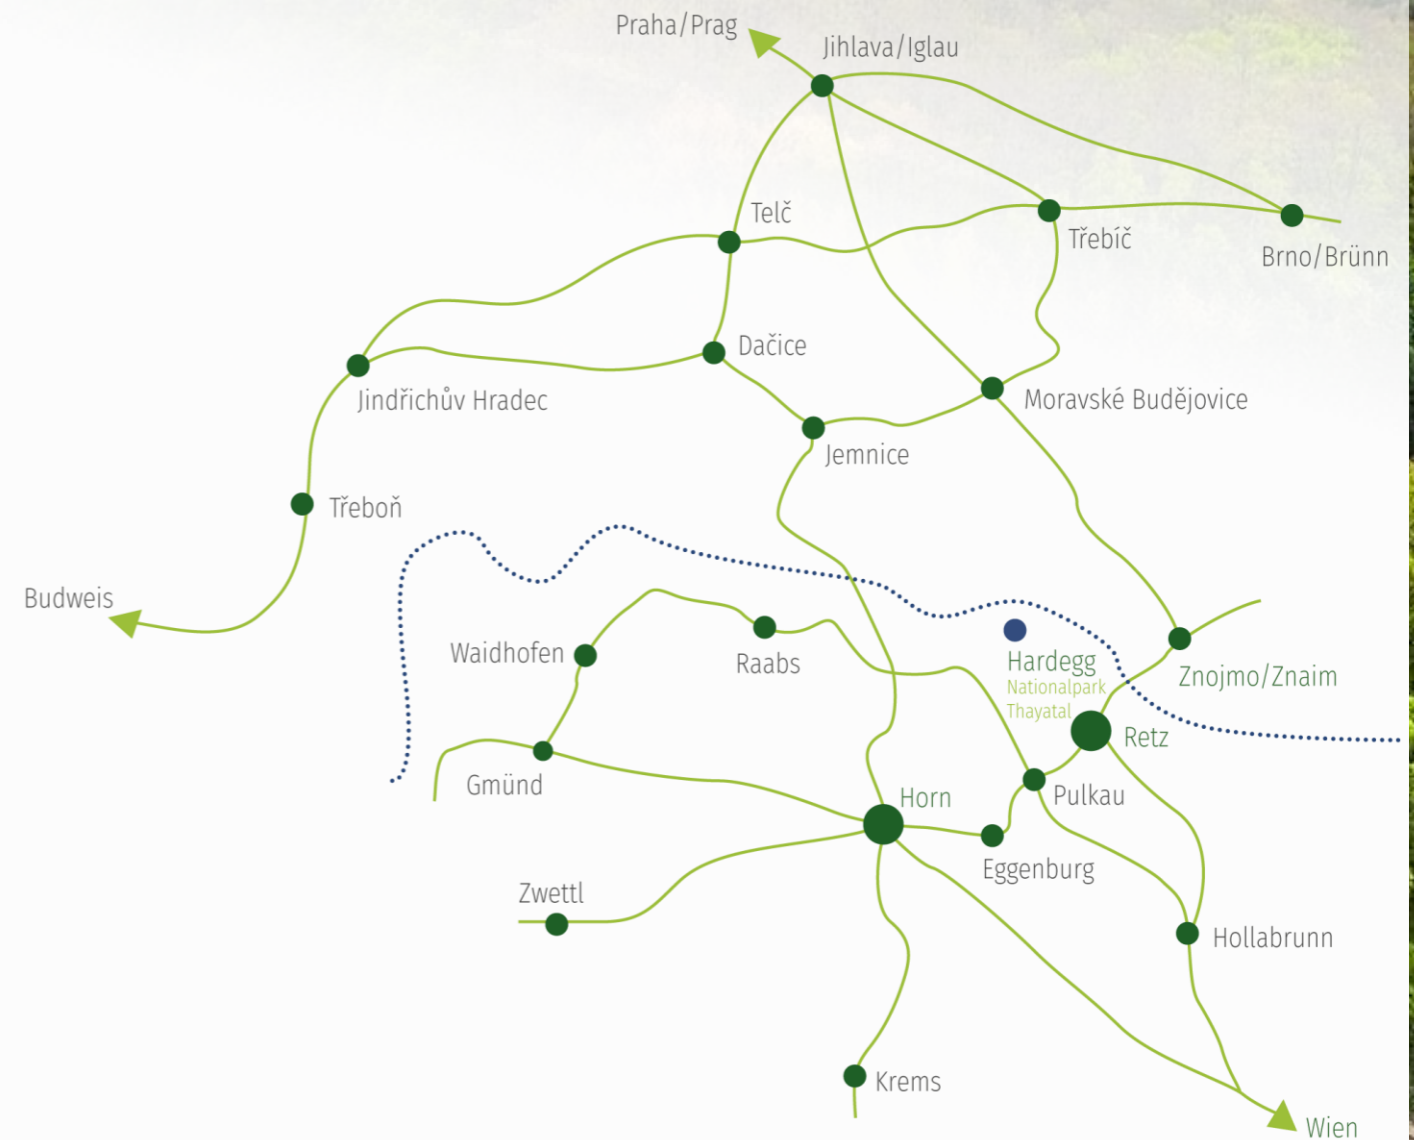 Praha/Prag
Jihlava/Iglau
Telč
Třebíč
Brno/Brünn
Dačice
Jindřichův Hradec
Moravské Budějovice
Jemnice
Třeboň
Budweis
Waidhofen
Raabs
Hardegg
Nationalpark
Thayatal
Znojmo/Znaim
Retz
Gmünd
Horn
Pulkau
Eggenburg
Zwettl
Hollabrunn
Krems
Wien